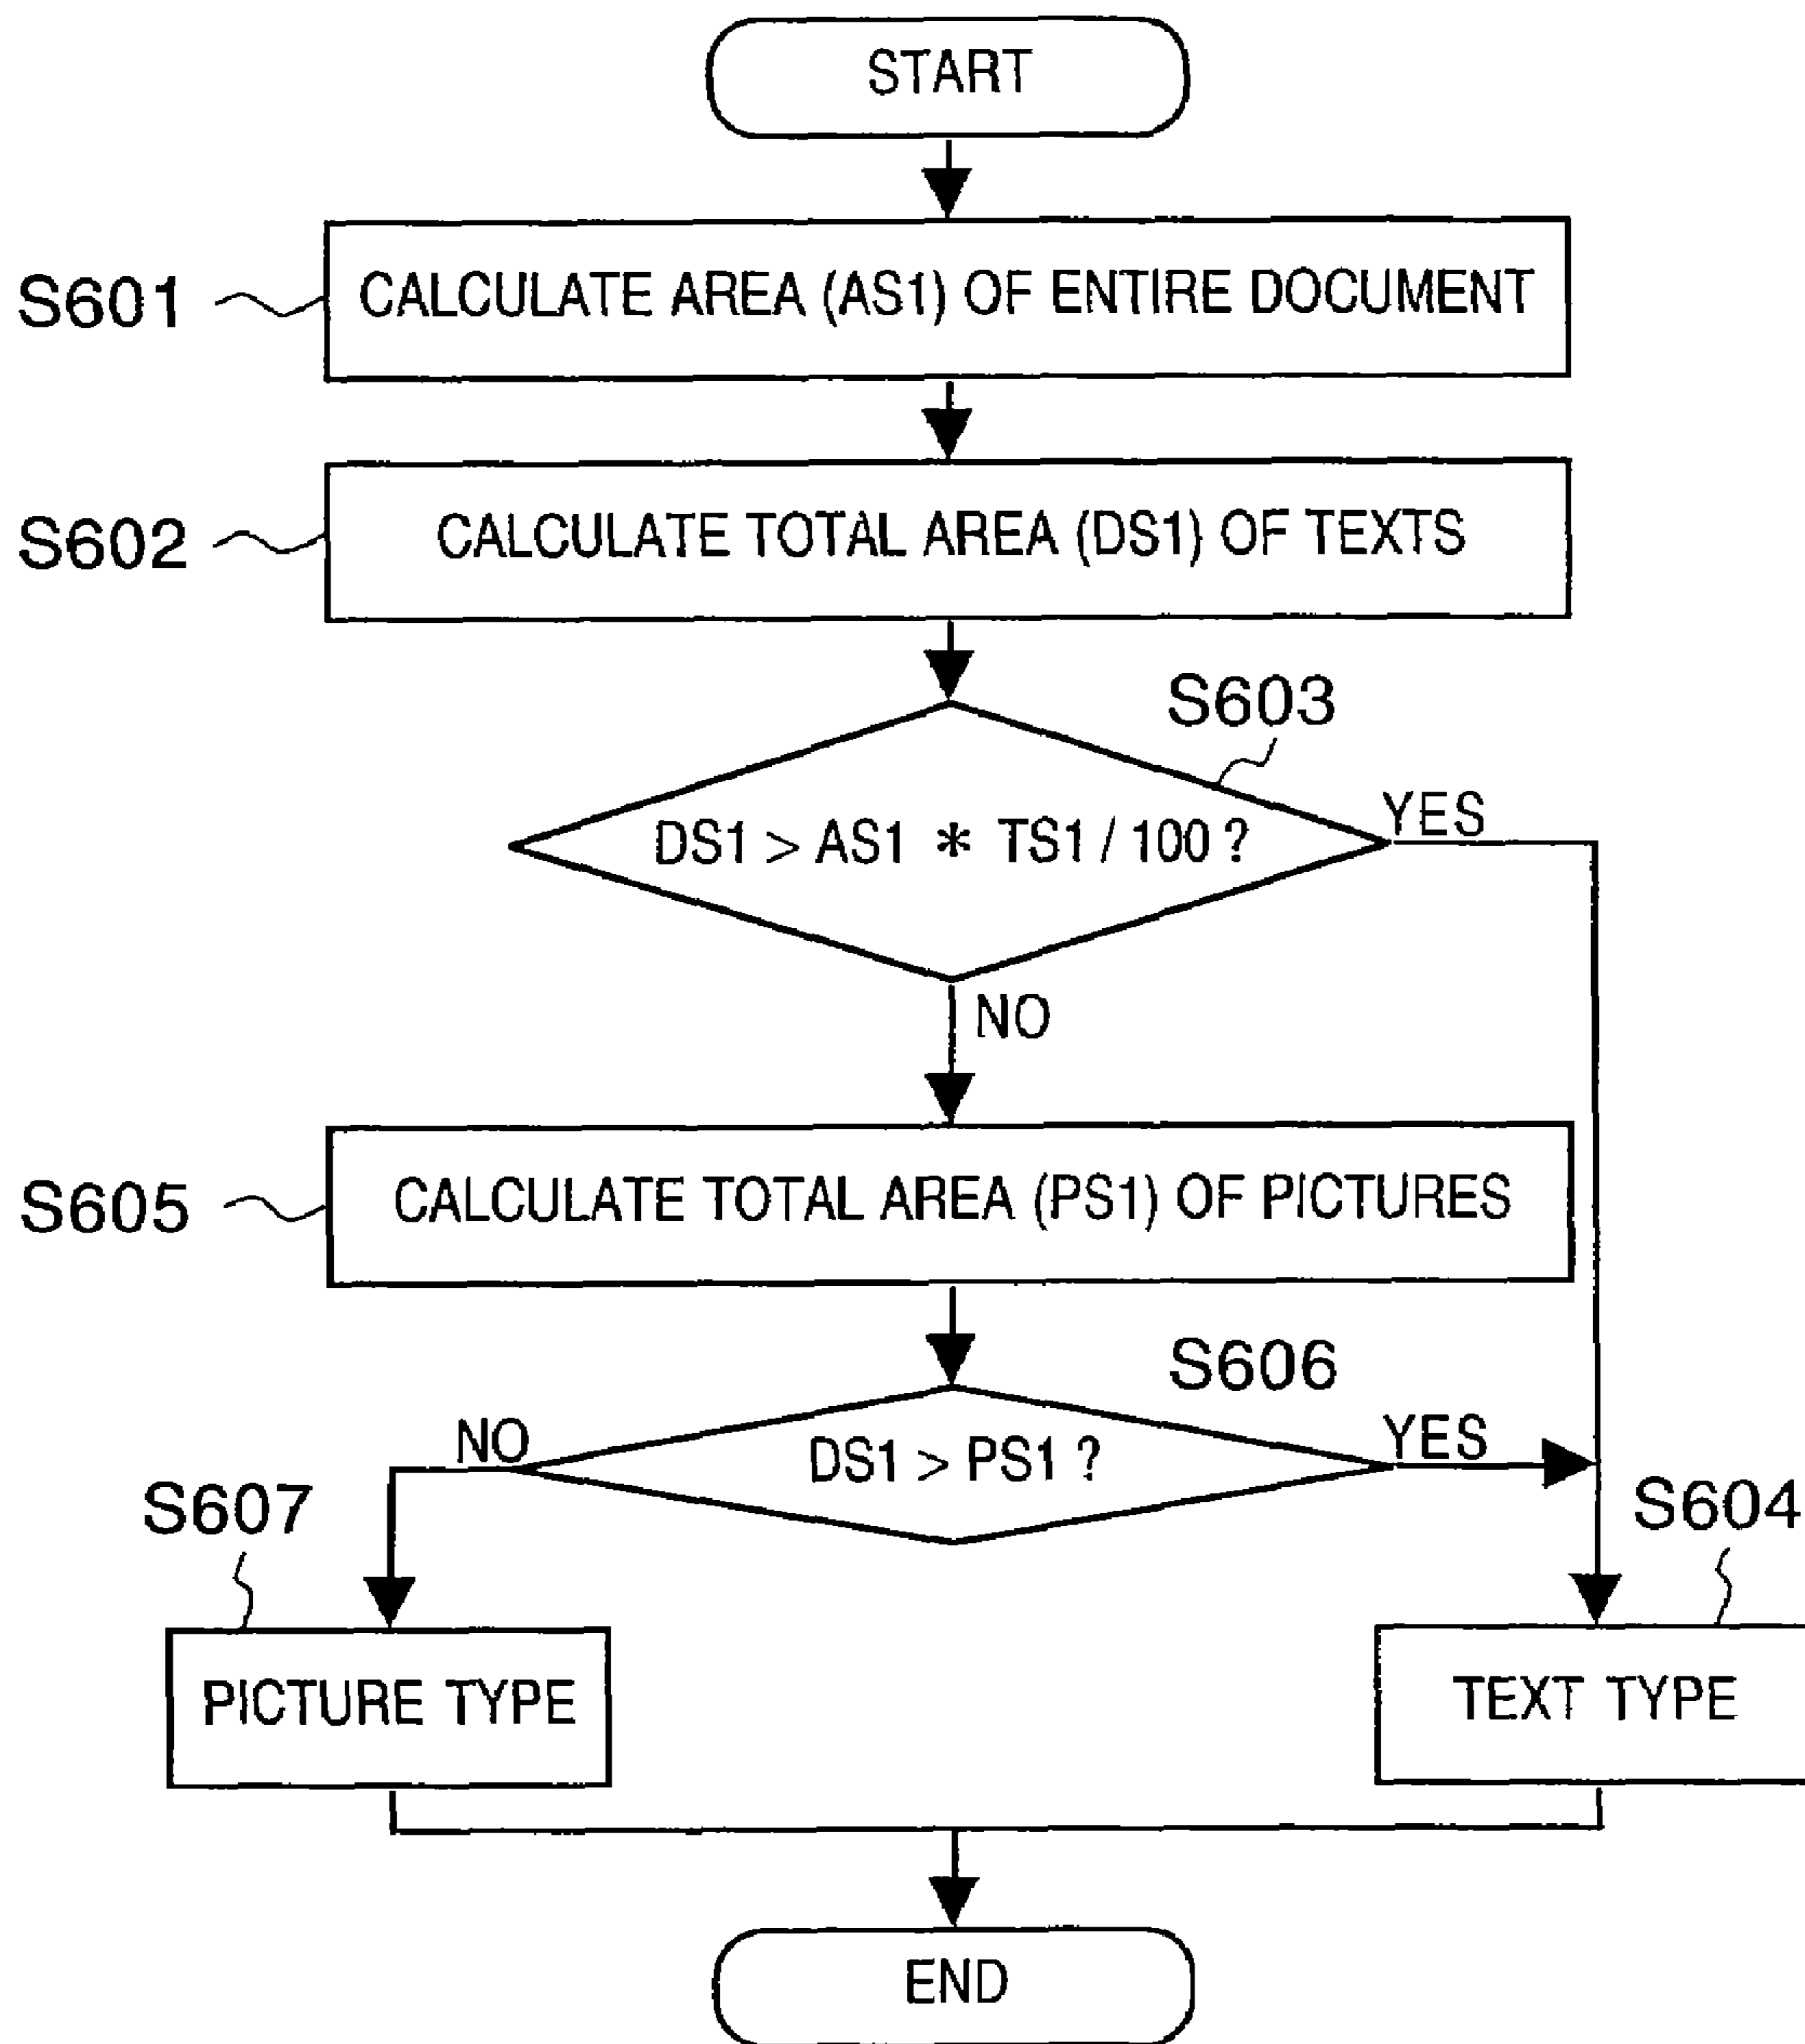 START
S601
CALCULATE AREA (AS1) OF ENTIRE DOCUMENT
S602
CALCULATE TOTAL AREA (DS1) OF TEXTS
S603
DS1 > AS1 * TS1 / 100 ?
YES
NO
S605
CALCULATE TOTAL AREA (PS1) OF PICTURES
S606
NO
DS1 > PS1 ?
YES
S607
S604
PICTURE TYPE
TEXT TYPE
END